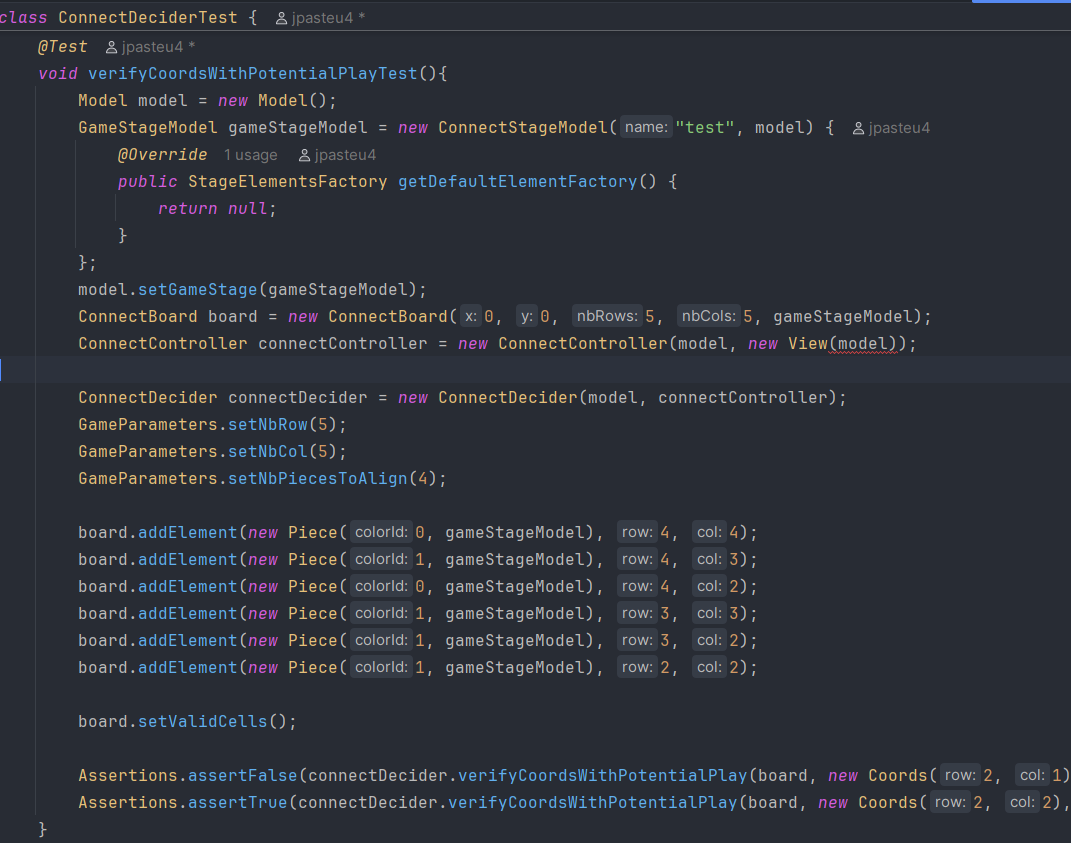 class ConnectDeciderTest { jpasteu4 *
@Test jpasteu4 *
void verifyCoordsWithPotentialPlayTest(){
Model model = new Model();
GameStageModel gameStageModel = new ConnectStageModel( name: "test", model) { jpasteu4
@Override 1 usage jpasteu4
public StageElementsFactory getDefaultElementFactory() {
return null;
}
};
model.setGameStage(gameStageModel);
ConnectBoard board = new ConnectBoard( x: 0, y: 0, nbRows: 5, nbCols: 5, gameStageModel);
ConnectController connectController = new ConnectController(model, new View(model));
ConnectDecider connectDecider = new ConnectDecider(model, connectController);
GameParameters.setNbRow(5);
GameParameters.setNbCol(5);
GameParameters.setNbPiecesToAlign(4);
board.addElement(new Piece( colorId: 0, gameStageModel), row: 4, col: 4);
board.addElement(new Piece( colorId: 1, gameStageModel), row: 4, col: 3);
board.addElement(new Piece( colorId: 0, gameStageModel), row: 4, col: 2);
board.addElement(new Piece( colorId: 1, gameStageModel), row: 3, col: 3);
board.addElement(new Piece( colorId: 1, gameStageModel), row: 3, col: 2);
board.addElement(new Piece( colorId: 1, gameStageModel), row: 2, col: 2);
board.setValidCells();
Assertions.assertFalse(connectDecider.verifyCoordsWithPotentialPlay(board, new Coords( row: 2, col: 1)
Assertions.assertTrue(connectDecider.verifyCoordsWithPotentialPlay(board, new Coords( row: 2, col: 2),
}